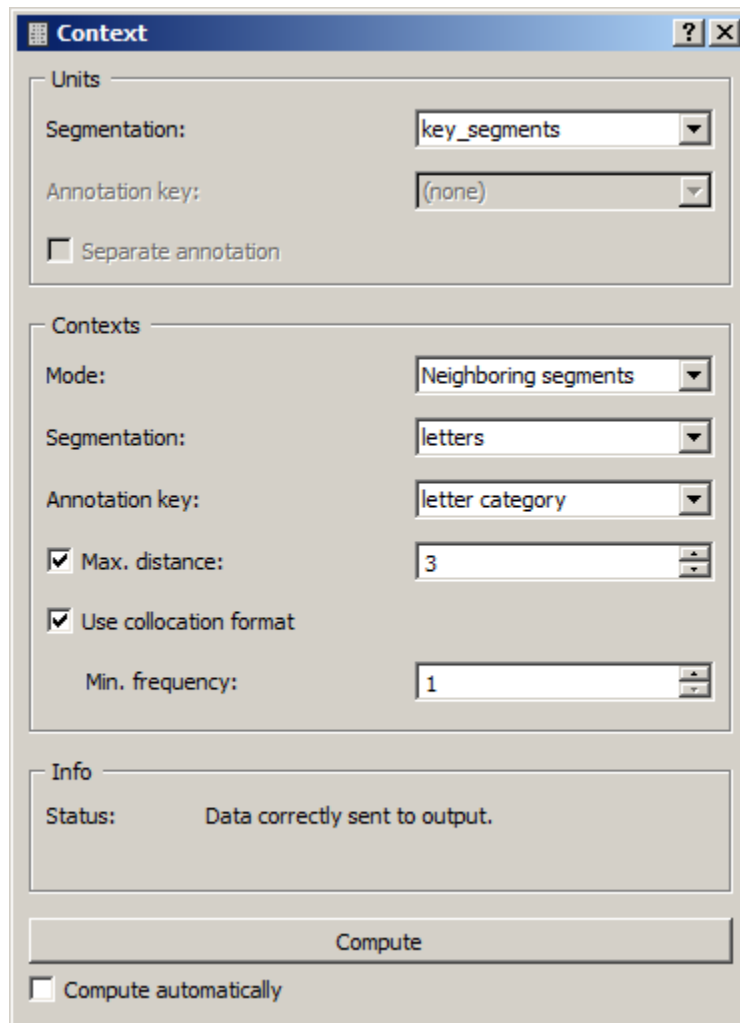 Context
Units
Segmentation: key_segments
Annotation key: (none)
Separate annotation
Contexts
Mode: Neighboring segments
Segmentation: letters
Annotation key: letter category
Max. distance: 3
Use collocation format
Min. frequency: 1
Info
Status: Data correctly sent to output.
Compute
Compute automatically